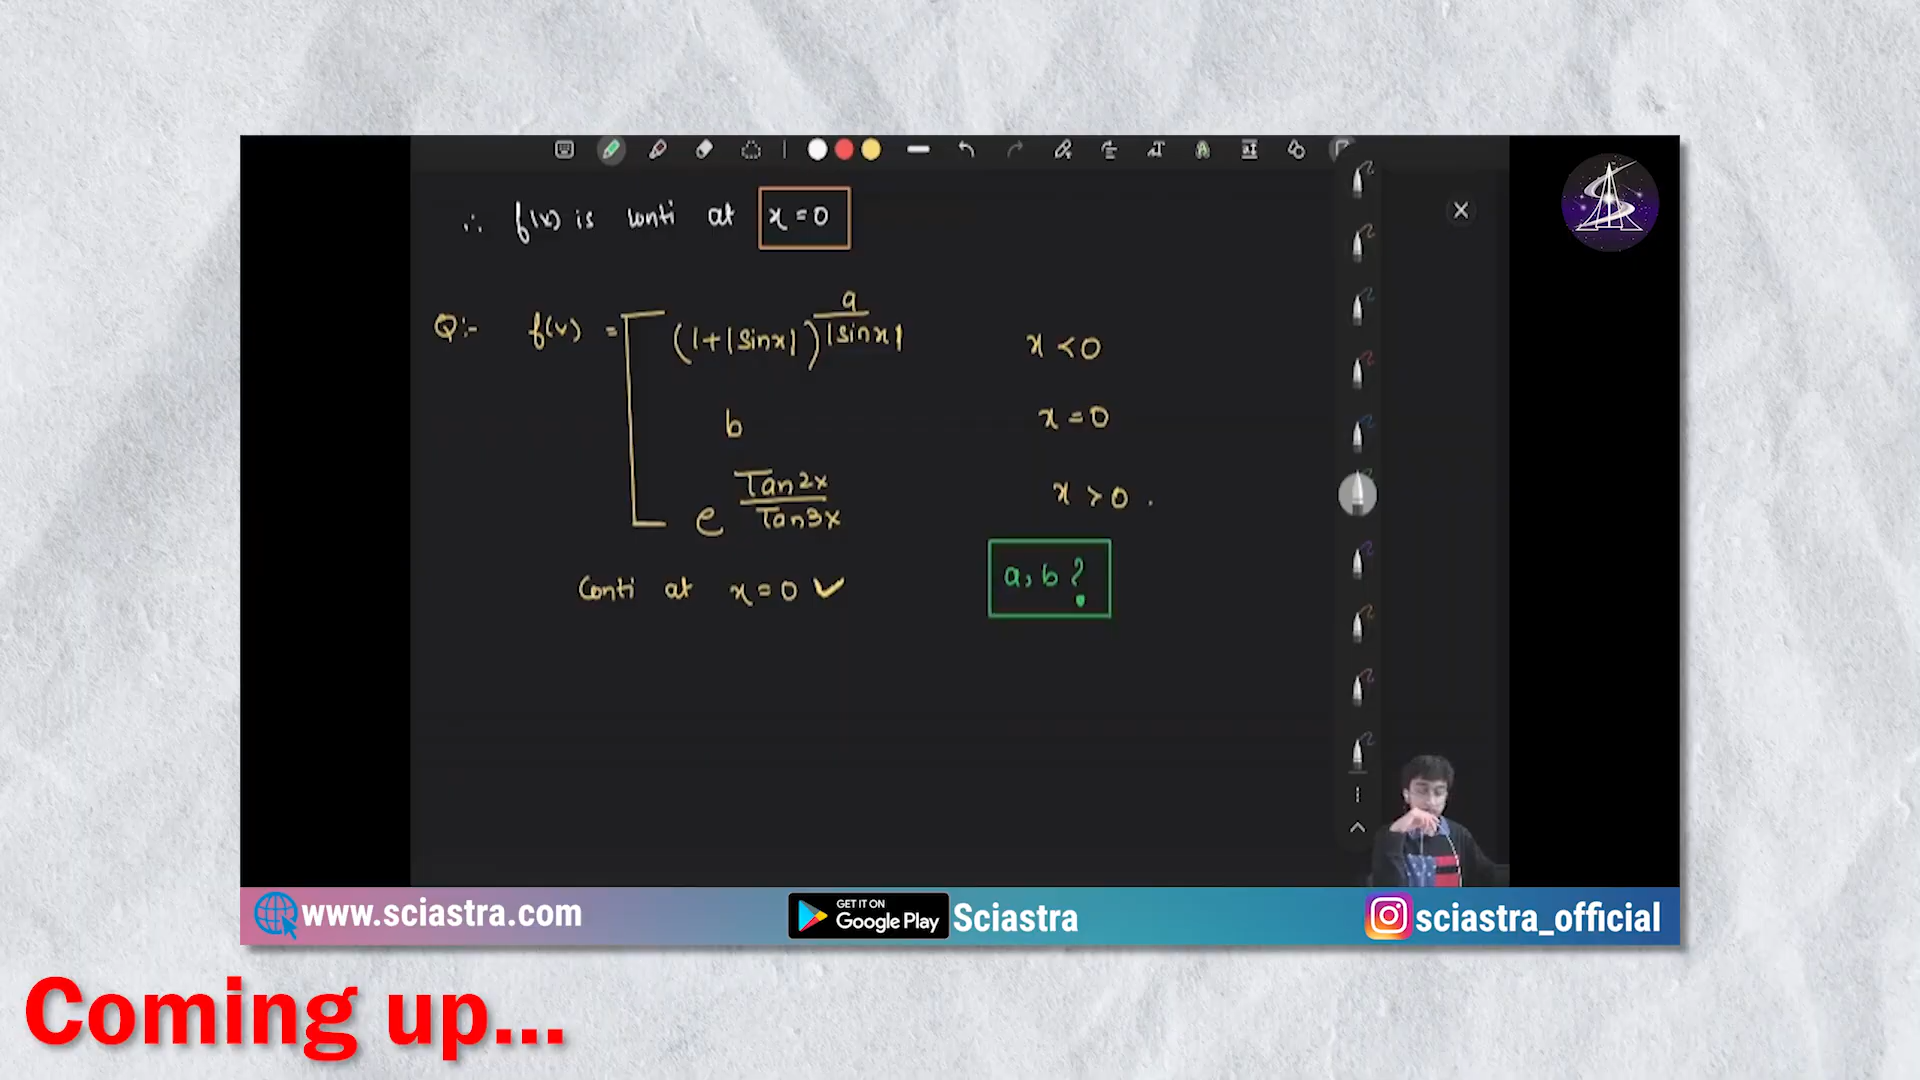 ∴ f(x) is conti at x = 0
Q:- f(x) = (1+|sinx|)^(a/|sinx|) x < 0
b x = 0
e^(Tan2x/Tan3x) x > 0 .
Conti at x = 0 ✓
a, b ?
www.sciastra.com
GET IT ON
Google Play
Sciastra
sciastra_official
Coming up...